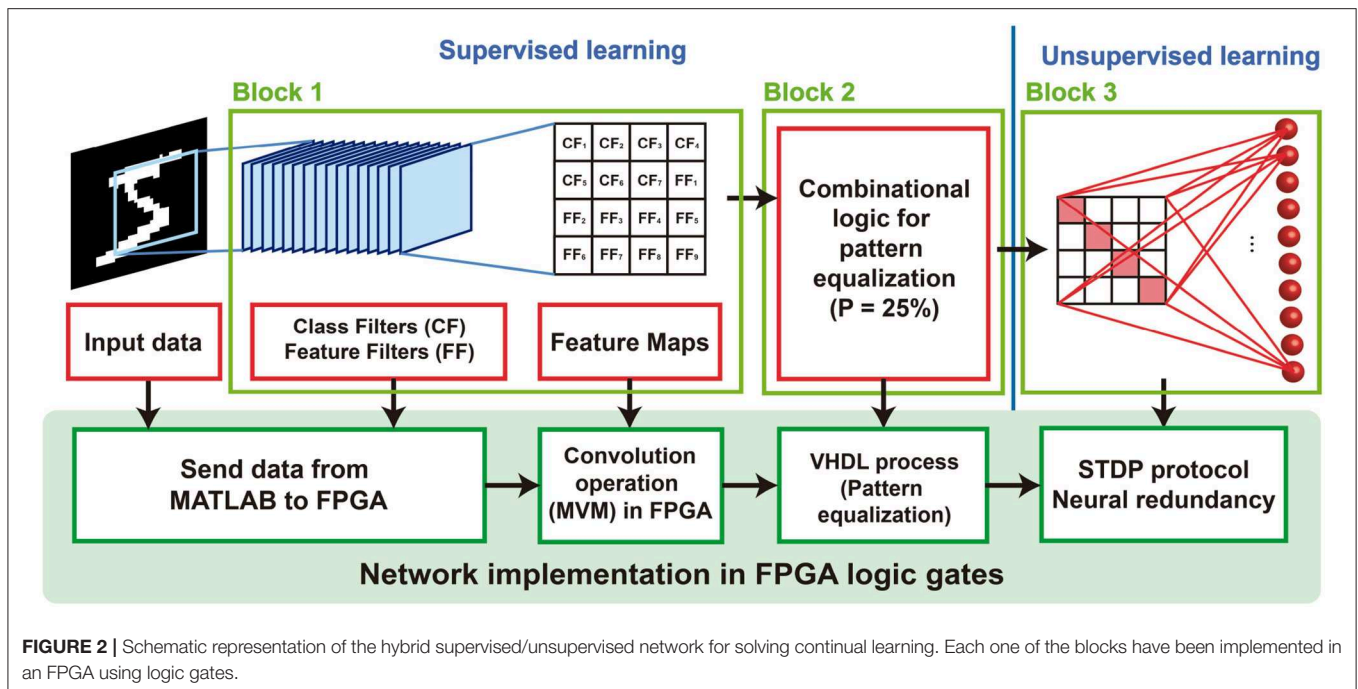 Supervised learning
Unsupervised learning
Block 1
Block 2
Block 3
CF1 CF2 CF3 CF4
CF5 CF6 CF7 FF1
FF2 FF3 FF4 FF5
FF6 FF7 FF8 FF9
Combinational
logic for
pattern
equalization
(P = 25%)
...
Input data
Class Filters (CF)
Feature Filters (FF)
Feature Maps
Send data from
MATLAB to FPGA
Convolution
operation
(MVM) in FPGA
VHDL process
(Pattern
equalization)
STDP protocol
Neural redundancy
Network implementation in FPGA logic gates
FIGURE 2 | Schematic representation of the hybrid supervised/unsupervised network for solving continual learning. Each one of the blocks have been implemented in
an FPGA using logic gates.